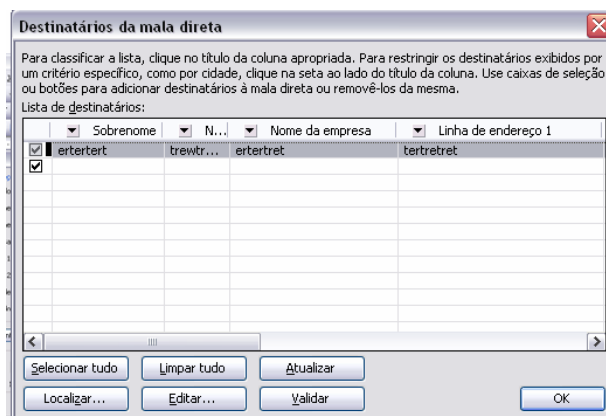 Destinatários da mala direta
Para classificar a lista, clique no título da coluna apropriada. Para restringir os destinatários exibidos por
um critério específico, como por cidade, clique na seta ao lado do título da coluna. Use caixas de seleção
ou botões para adicionar destinatários à mala direta ou removê-los da mesma.
Lista de destinatários:
Sobrenome N... Nome da empresa Linha de endereço 1
ertertert trewtr... ertertret tertretret
Selecionar tudo Limpar tudo Atualizar
Localizar... Editar... Validar OK